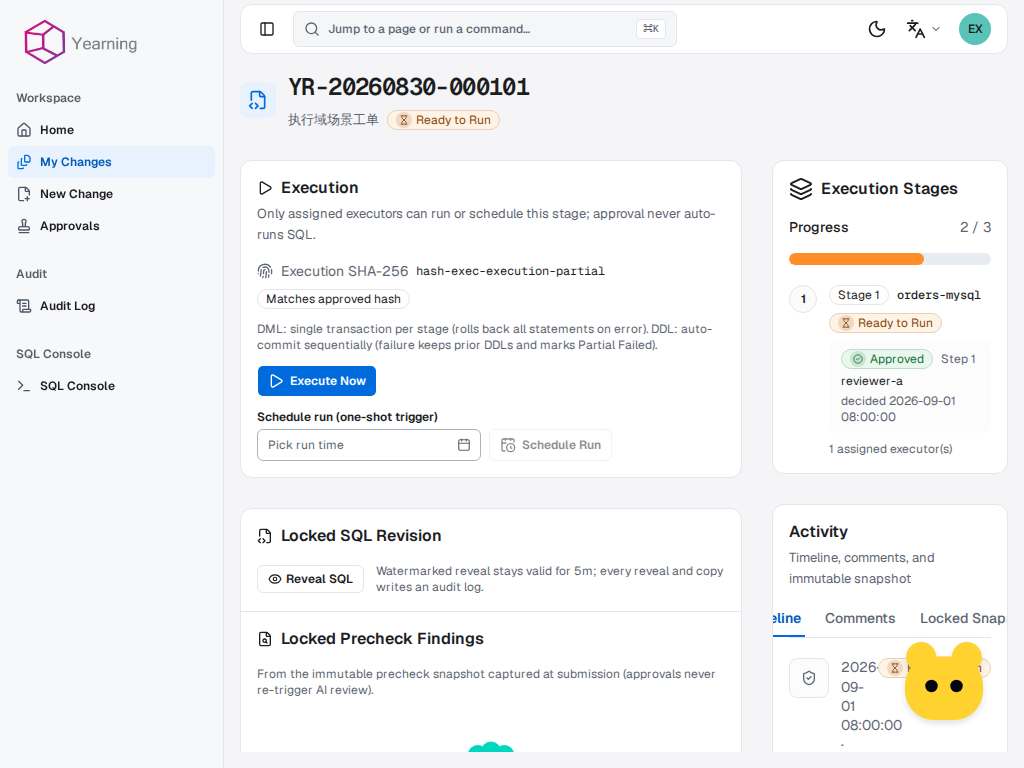 Yearning
Workspace
Home
My Changes
New Change
Approvals
Audit
Audit Log
SQL Console
SQL Console
Jump to a page or run a command...
⌘K
EX
YR-20260830-000101
执行域场景工单
Ready to Run
Execution
Only assigned executors can run or schedule this stage; approval never auto-
runs SQL.
Execution SHA-256 hash-exec-execution-partial
Matches approved hash
DML: single transaction per stage (rolls back all statements on error). DDL: auto-
commit sequentially (failure keeps prior DDLs and marks Partial Failed).
Execute Now
Schedule run (one-shot trigger)
Pick run time
Schedule Run
Locked SQL Revision
Reveal SQL
Watermarked reveal stays valid for 5m; every reveal and copy
writes an audit log.
Locked Precheck Findings
From the immutable precheck snapshot captured at submission (approvals never
re-trigger AI review).
Execution Stages
Progress 2 / 3
1
Stage 1 orders-mysql
Ready to Run
Approved Step 1
reviewer-a
decided 2026-09-01
08:00:00
1 assigned executor(s)
Activity
Timeline, comments, and
immutable snapshot
eline Comments Locked Snap
2026-
09-
01
08:00:00
·